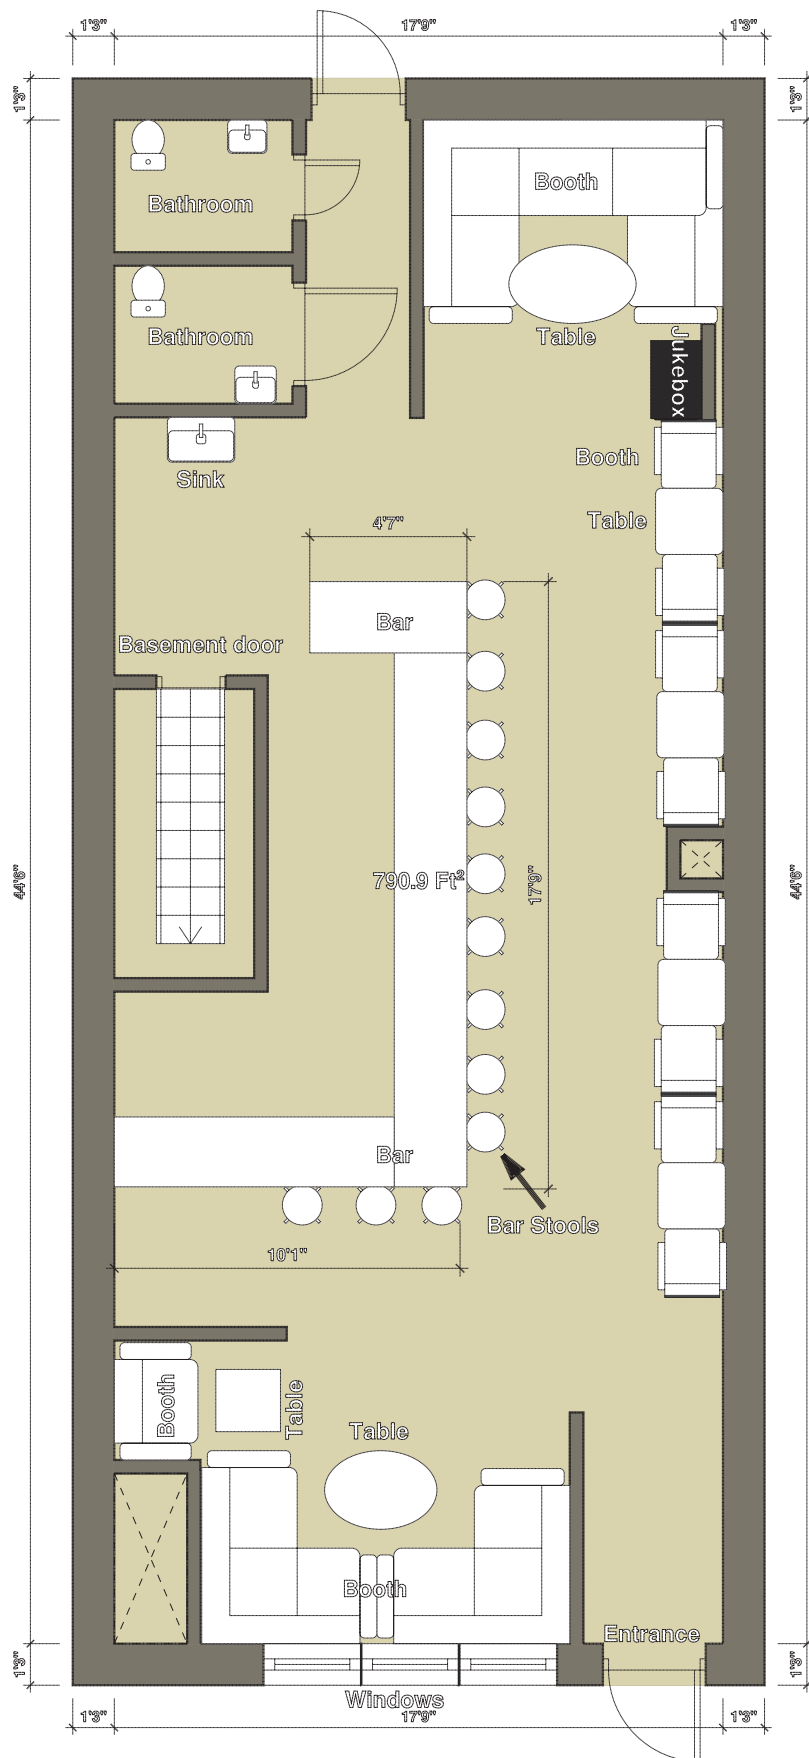 1'3"
17'9"
1'3"
1'3"
1'3"
Bathroom
Booth
Bathroom
Table
Jukebox
Booth
Sink
Table
4'7"
Bar
Basement door
44'6"
790.9 Ft²
17'9"
44'6"
Bar
Bar Stools
10'1"
Booth
Table
Table
Booth
Entrance
1'3"
1'3"
Windows
1'3"
17'9"
1'3"